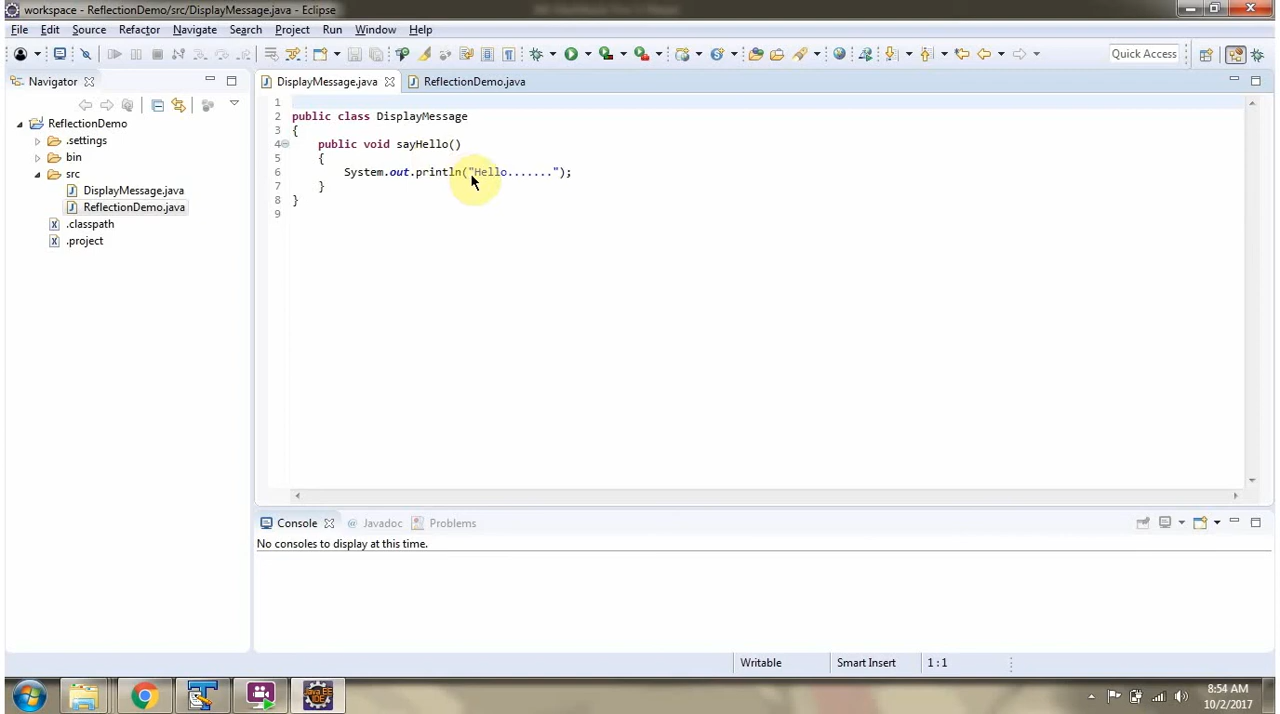 workspace - ReflectionDemo/src/DisplayMessage.java - Eclipse
File Edit Source Refactor Navigate Search Project Run Window Help
Quick Access
Navigator
DisplayMessage.java
ReflectionDemo.java
ReflectionDemo
.settings
bin
src
DisplayMessage.java
ReflectionDemo.java
.classpath
.project
1
2 public class DisplayMessage
3 {
4 public void sayHello()
5 {
6 System.out.println("Hello.......");
7 }
8 }
9
Console Javadoc Problems
No consoles to display at this time.
Writable Smart Insert 1 : 1
Java EE
IDE
8:54 AM
10/2/2017